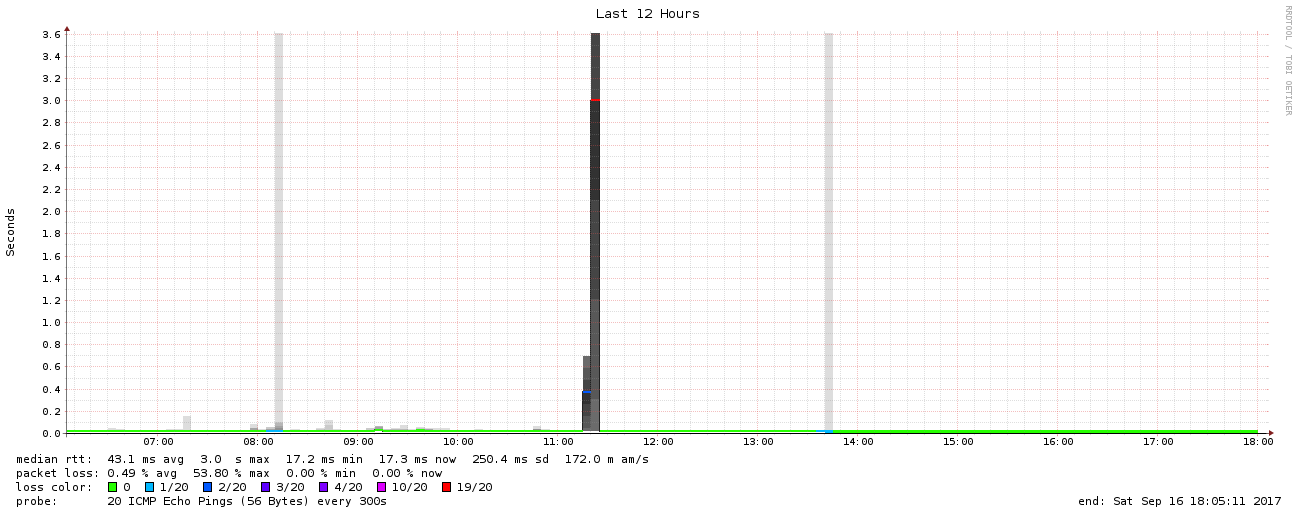 Last 12 Hours
RRDTOOL / TOBI OETIKER
Seconds
3.6
3.4
3.2
3.0
2.8
2.6
2.4
2.2
2.0
1.8
1.6
1.4
1.2
1.0
0.8
0.6
0.4
0.2
0.0
07:00 08:00 09:00 10:00 11:00 12:00 13:00 14:00 15:00 16:00 17:00 18:00
median rtt: 43.1 ms avg 3.0 s max 17.2 ms min 17.3 ms now 250.4 ms sd 172.0 m am/s
packet loss: 0.49 % avg 53.80 % max 0.00 % min 0.00 % now
loss color: 0 1/20 2/20 3/20 4/20 10/20 19/20
probe: 20 ICMP Echo Pings (56 Bytes) every 300s end: Sat Sep 16 18:05:11 2017